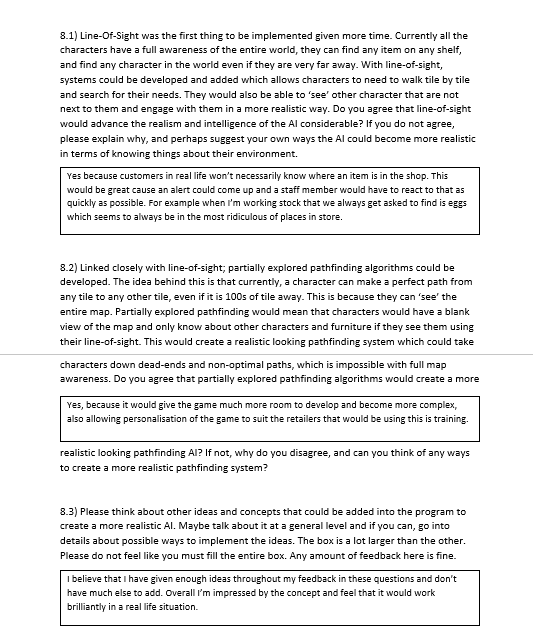 8.1) Line-Of-Sight was the first thing to be implemented given more time. Currently all the
characters have a full awareness of the entire world, they can find any item on any shelf,
and find any character in the world even if they are very far away. With line-of-sight,
systems could be developed and added which allows characters to need to walk tile by tile
and search for their needs. They would also be able to ‘see’ other character that are not
next to them and engage with them in a more realistic way. Do you agree that line-of-sight
would advance the realism and intelligence of the AI considerable? If you do not agree,
please explain why, and perhaps suggest your own ways the AI could become more realistic
in terms of knowing things about their environment.
Yes because customers in real life won’t necessarily know where an item is in the shop. This
would be great cause an alert could come up and a staff member would have to react to that as
quickly as possible. For example when I’m working stock that we always get asked to find is eggs
which seems to always be in the most ridiculous of places in store.
8.2) Linked closely with line-of-sight; partially explored pathfinding algorithms could be
developed. The idea behind this is that currently, a character can make a perfect path from
any tile to any other tile, even if it is 100s of tile away. This is because they can ‘see’ the
entire map. Partially explored pathfinding would mean that characters would have a blank
view of the map and only know about other characters and furniture if they see them using
their line-of-sight. This would create a realistic looking pathfinding system which could take
characters down dead-ends and non-optimal paths, which is impossible with full map
awareness. Do you agree that partially explored pathfinding algorithms would create a more
Yes, because it would give the game much more room to develop and become more complex,
also allowing personalisation of the game to suit the retailers that would be using this is training.
realistic looking pathfinding AI? If not, why do you disagree, and can you think of any ways
to create a more realistic pathfinding system?
8.3) Please think about other ideas and concepts that could be added into the program to
create a more realistic AI. Maybe talk about it at a general level and if you can, go into
details about possible ways to implement the ideas. The box is a lot larger than the other.
Please do not feel like you must fill the entire box. Any amount of feedback here is fine.
I believe that I have given enough ideas throughout my feedback in these questions and don’t
have much else to add. Overall I’m impressed by the concept and feel that it would work
brilliantly in a real life situation.